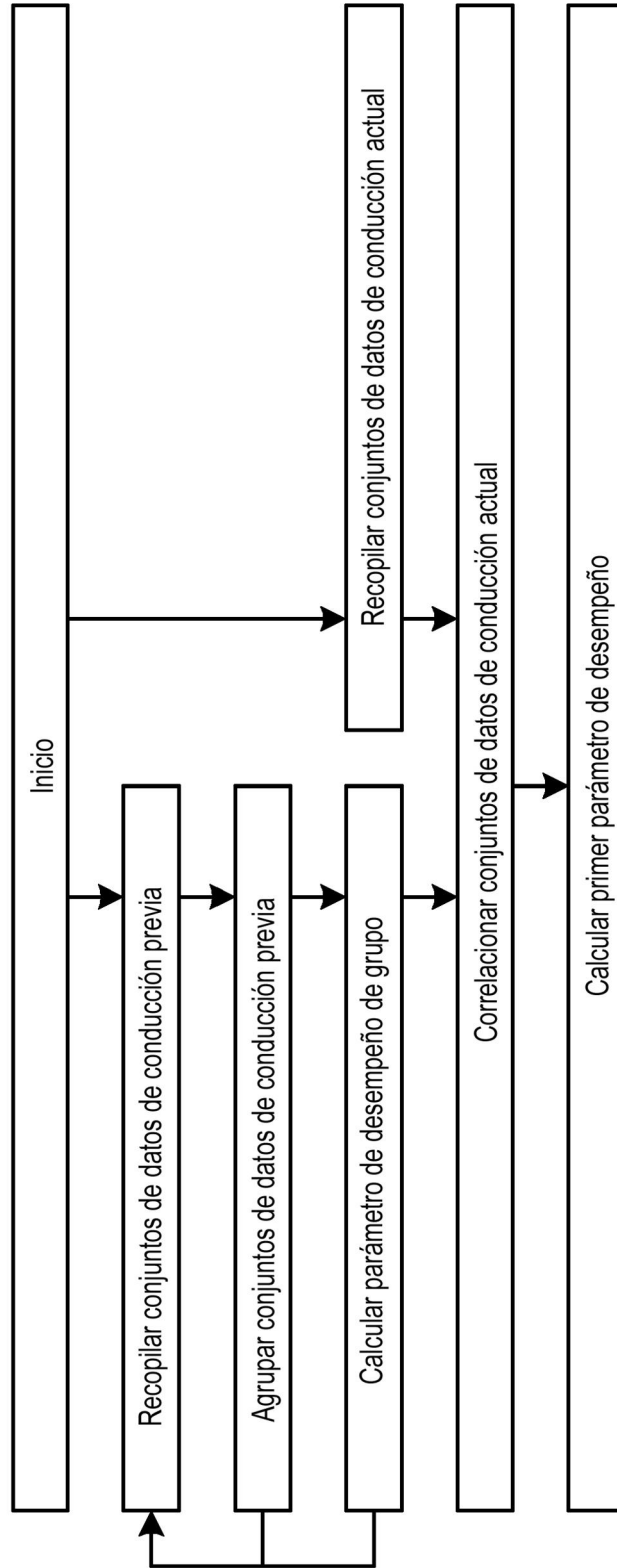 Inicio
Recopilar conjuntos de datos de conducción previa
Agrupar conjuntos de datos de conducción previa
Calcular parámetro de desempeño de grupo
Recopilar conjuntos de datos de conducción actual
Correlacionar conjuntos de datos de conducción actual
Calcular primer parámetro de desempeño